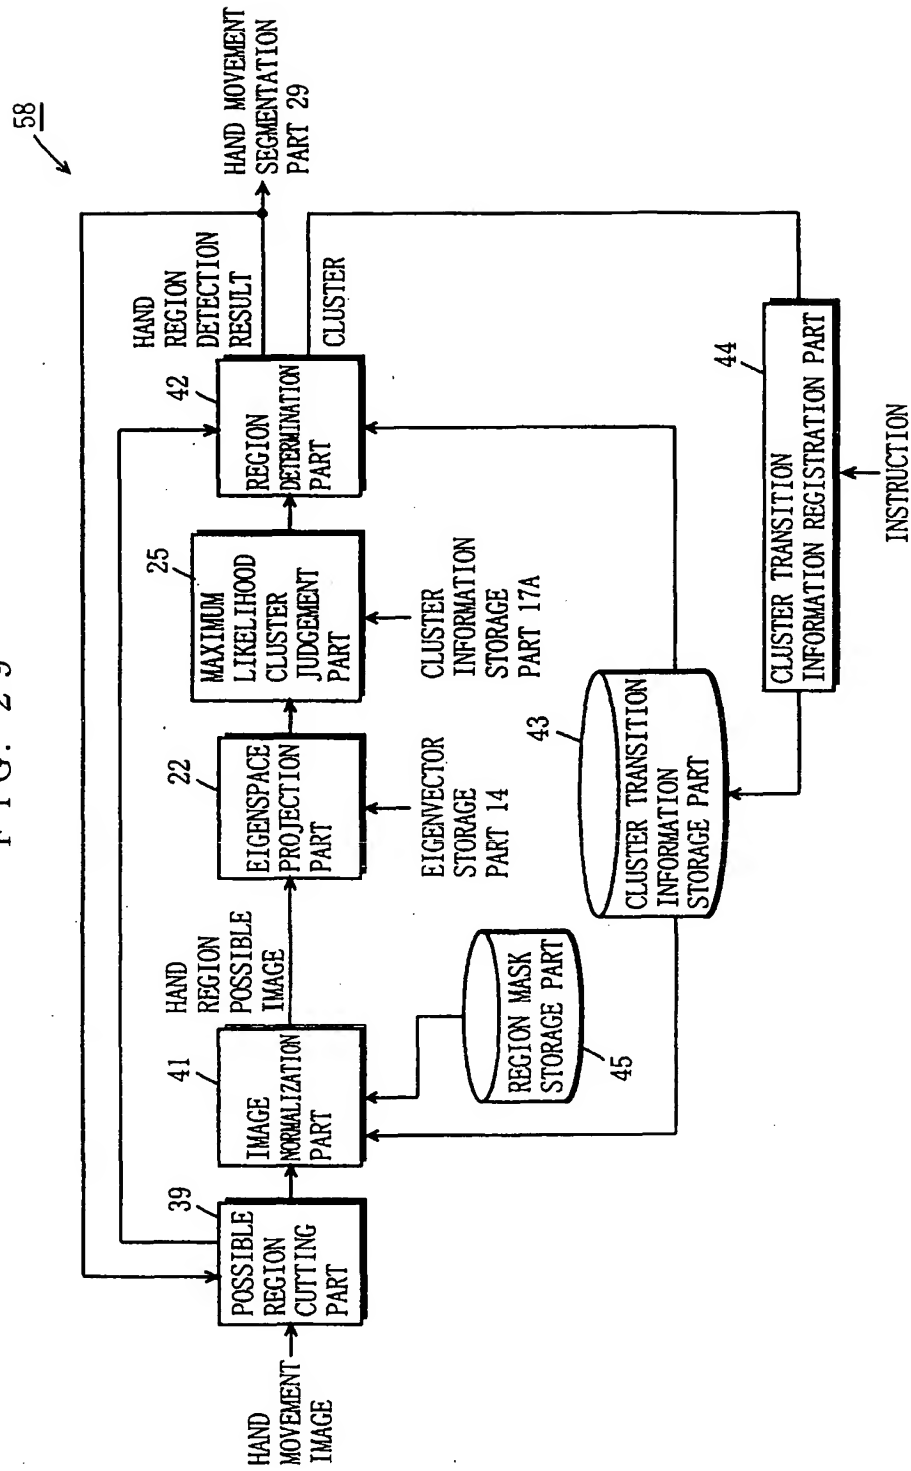 FIG. 29
58
HAND
MOVEMENT
IMAGE
39
POSSIBLE
REGION
CUTTING
PART
41
IMAGE
NORMALIZATION
PART
HAND
REGION
POSSIBLE
IMAGE
22
EIGENSPACE
PROJECTION
PART
25
MAXIMUM
LIKELIHOOD
CLUSTER
JUDGEMENT
PART
42
REGION
DETERMINATION
PART
HAND
REGION
DETECTION
RESULT
HAND MOVEMENT
SEGMENTATION
PART 29
CLUSTER
EIGENVECTOR
STORAGE
PART 14
CLUSTER
INFORMATION
STORAGE
PART 17A
REGION MASK
STORAGE PART
45
43
CLUSTER TRANSITION
INFORMATION
STORAGE PART
44
CLUSTER TRANSITION
INFORMATION REGISTRATION PART
INSTRUCTION